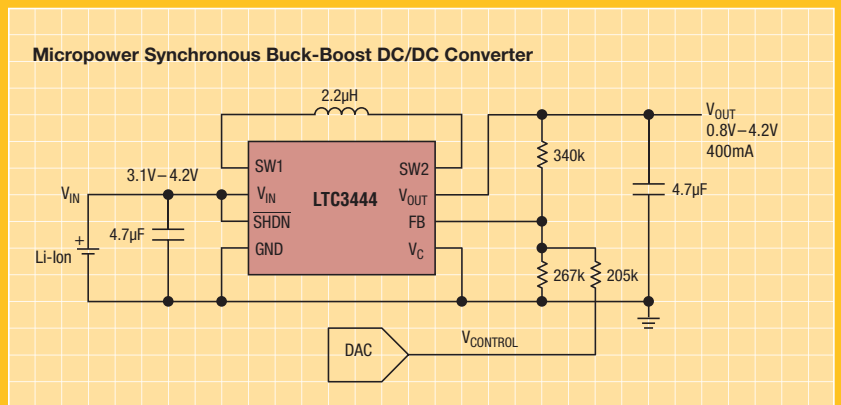 Micropower Synchronous Buck-Boost DC/DC Converter
2.2µH
3.1V–4.2V
VIN
4.7µF
Li-Ion
+
SW1
VIN
SHDN
GND
LTC3444
SW2
VOUT
FB
VC
340k
267k
205k
VOUT
0.8V–4.2V
400mA
4.7µF
DAC
VCONTROL